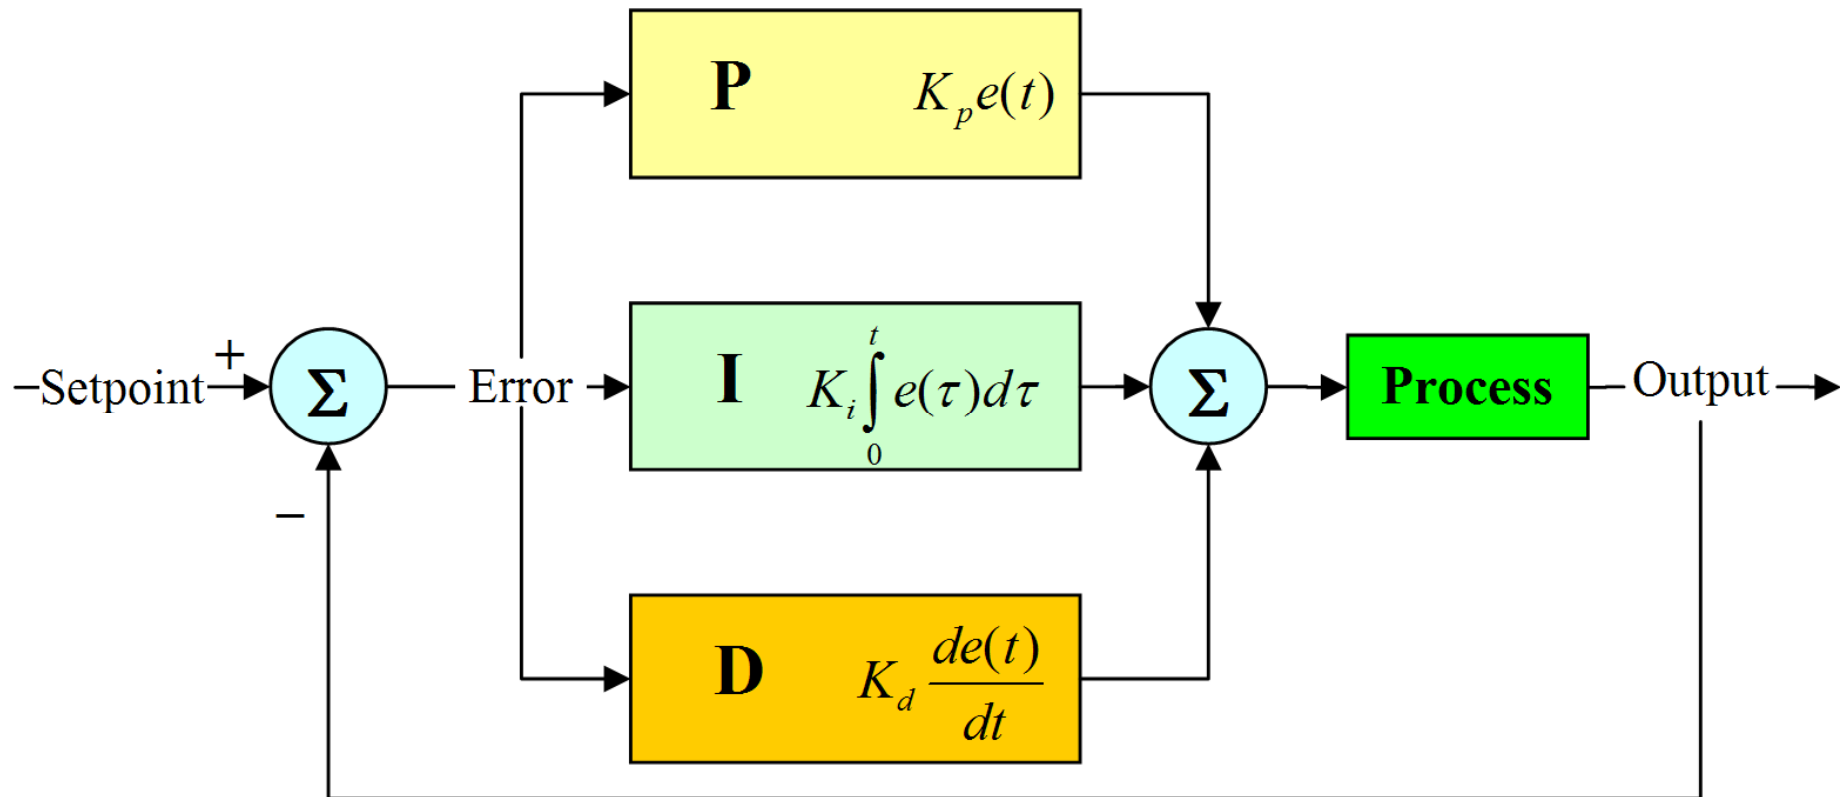 P K_p e(t)
+
–Setpoint Σ Error I K_i ∫_0^t e(τ)dτ Σ Process Output
−
D K_d de(t)/dt